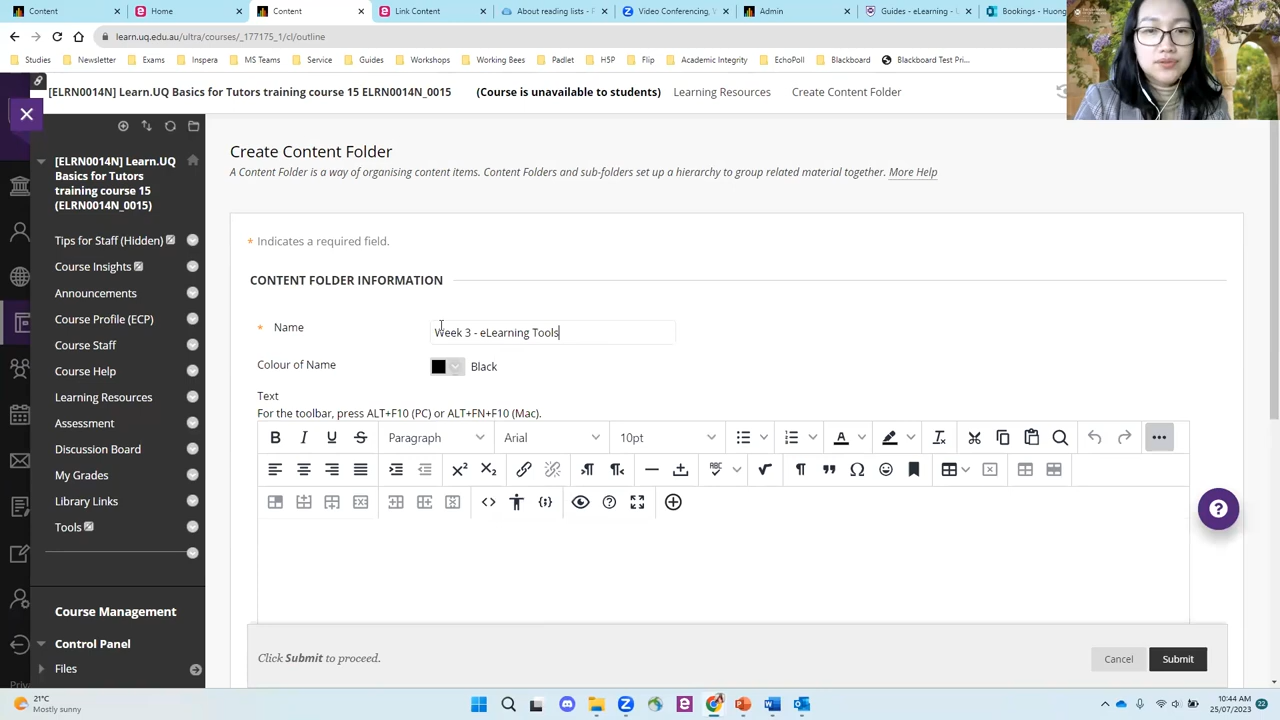 Content
Home
Content
Link Content
About reading lists - F
Video Conferencing, V
Admin
Guides - eLearning -
Bookings - Huong
learn.uq.edu.au/ultra/courses/_177175_1/cl/outline
Studies Newsletter Exams Inspera MS Teams Service Guides Workshops Working Bees Padlet H5P Flip Academic Integrity EchoPoll Blackboard Blackboard Test Pri...
[ELRN0014N] Learn.UQ Basics for Tutors training course 15 ELRN0014N_0015 (Course is unavailable to students) Learning Resources Create Content Folder
[ELRN0014N] Learn.UQ
Basics for Tutors
training course 15
(ELRN0014N_0015)
Tips for Staff (Hidden)
Course Insights
Announcements
Course Profile (ECP)
Course Staff
Course Help
Learning Resources
Assessment
Discussion Board
My Grades
Library Links
Tools
Course Management
Control Panel
Files
Create Content Folder
A Content Folder is a way of organising content items. Content Folders and sub-folders set up a hierarchy to group related material together. More Help
* Indicates a required field.
CONTENT FOLDER INFORMATION
* Name Week 3 - eLearning Tools
Colour of Name Black
Text
For the toolbar, press ALT+F10 (PC) or ALT+FN+F10 (Mac).
B I U S Paragraph Arial 10pt
Click Submit to proceed.
Cancel Submit
21°C
Mostly sunny
10:44 AM
25/07/2023
22